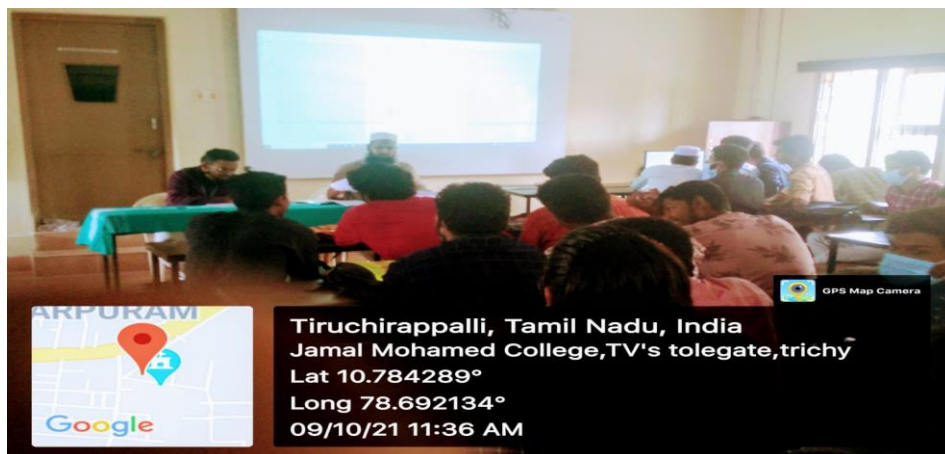 GPS Map Camera
ARPURAM
Google
Tiruchirappalli, Tamil Nadu, India
Jamal Mohamed College,TV's tolegate,trichy
Lat 10.784289°
Long 78.692134°
09/10/21 11:36 AM